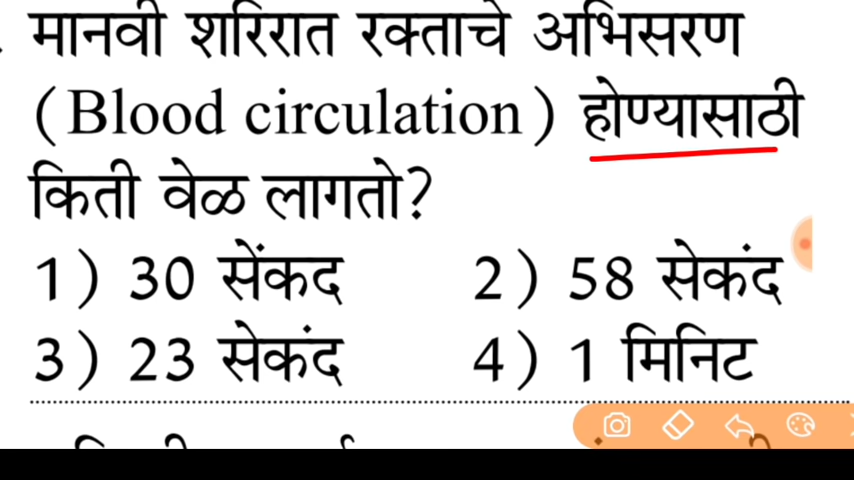 मानवी शरिरात रक्ताचे अभिसरण
(Blood circulation) होण्यासाठी
किती वेळ लागतो?
1) 30 सेंकद 2) 58 सेकंद
3) 23 सेकंद 4) 1 मिनिट